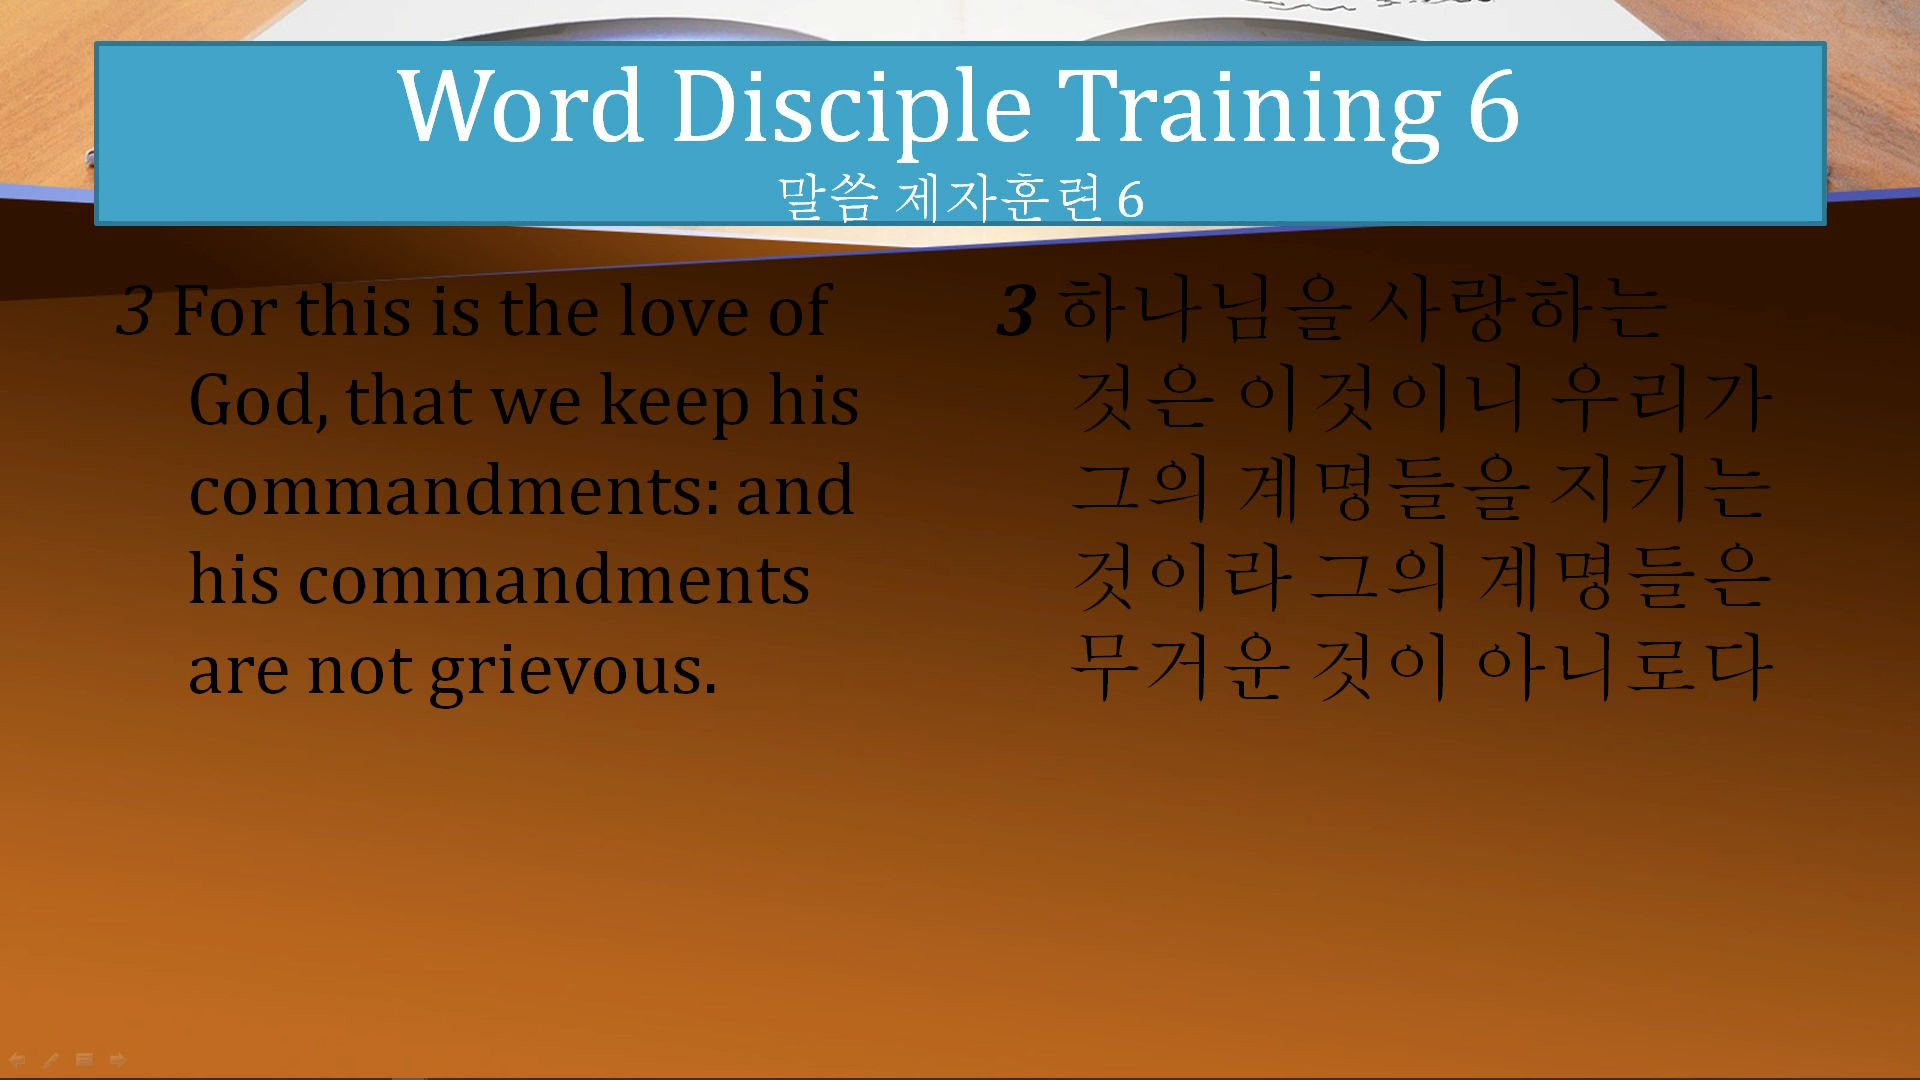 Word Disciple Training 6
말씀 제자훈련 6
3 For this is the love of
God, that we keep his
commandments: and
his commandments
are not grievous.
3 하나님을 사랑하는
것은 이것이니 우리가
그의 계명들을 지키는
것이라 그의 계명들은
무거운 것이 아니로다